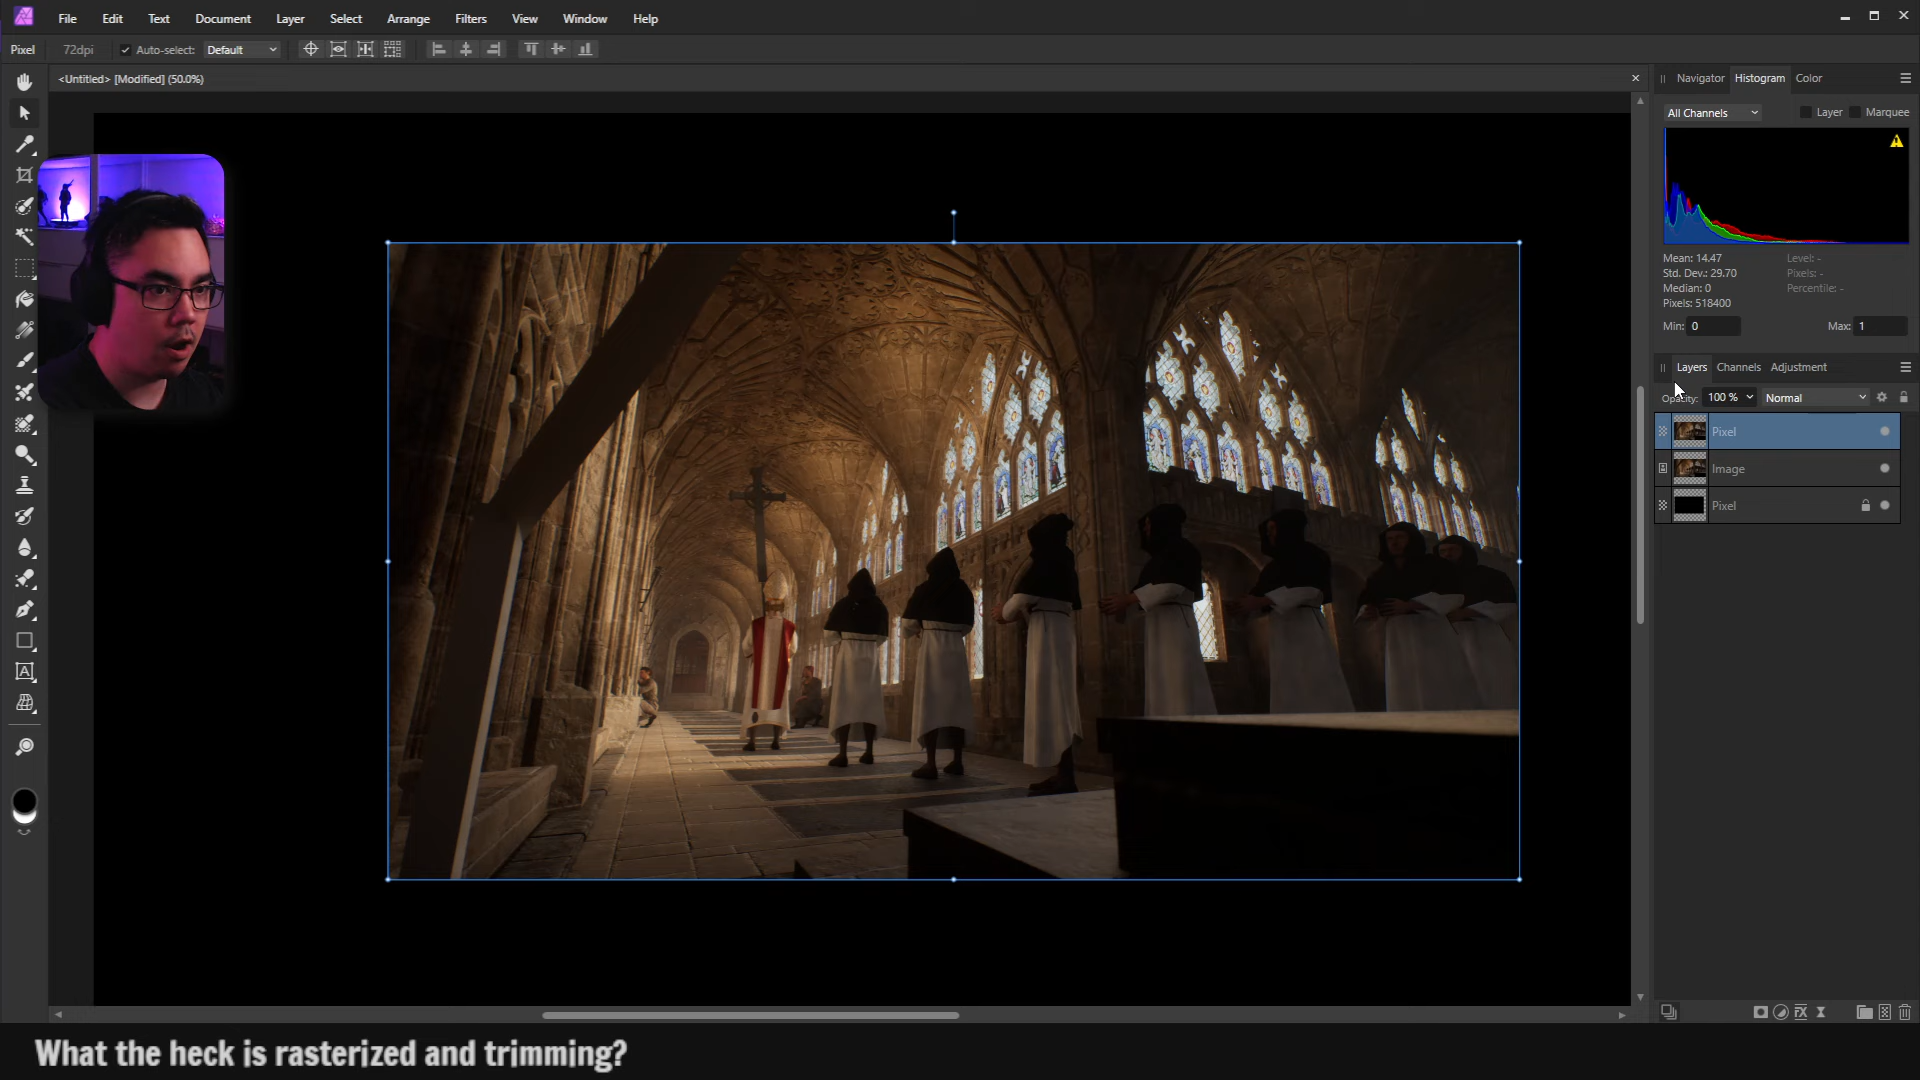 File Edit Text Document Layer Select Arrange Filters View Window Help
Pixel 72dpi Auto-select: Default
<Untitled> [Modified] (50.0%)
Navigator Histogram Color
All Channels Layer Marquee
Mean: 14.47 Level: -
Std. Dev.: 29.70 Pixels: -
Median: 0 Percentile: -
Pixels: 518400
Min: 0 Max: 1
Layers Channels Adjustment
Opacity: 100 % Normal
Pixel
Image
Pixel
What the heck is rasterized and trimming?